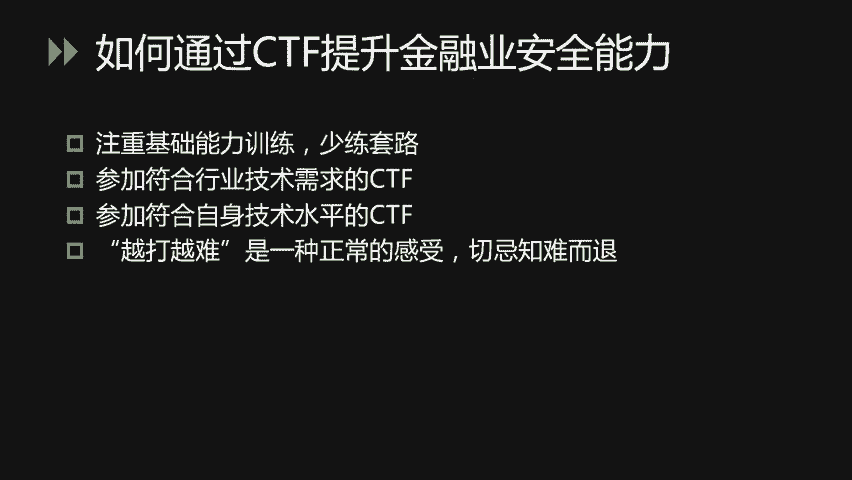 如何通过CTF提升金融业安全能力
注重基础能力训练，少练套路
参加符合行业技术需求的CTF
参加符合自身技术水平的CTF
“越打越难”是一种正常的感受，切忌知难而退